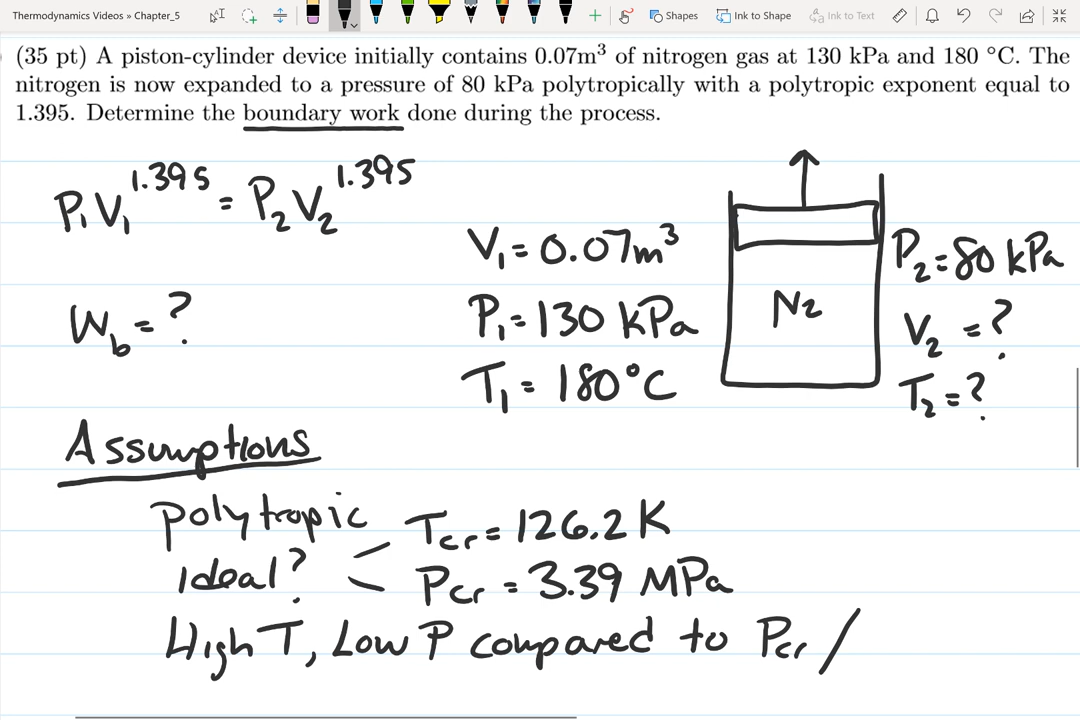 Thermodynamics Videos » Chapter_5
Shapes
Ink to Shape
Ink to Text
(35 pt) A piston-cylinder device initially contains 0.07m³ of nitrogen gas at 130 kPa and 180 °C. The
nitrogen is now expanded to a pressure of 80 kPa polytropically with a polytropic exponent equal to
1.395. Determine the boundary work done during the process.
P₁V₁^1.395 = P₂V₂^1.395
V₁ = 0.07m³
P₂ = 80 kPa
W_b = ?
P₁ = 130 kPa
N₂
V₂ = ?
T₁ = 180°C
T₂ = ?
Assumptions
Polytropic
T_cr = 126.2 K
Ideal?
P_cr = 3.39 MPa
High T, Low P compared to P_cr /